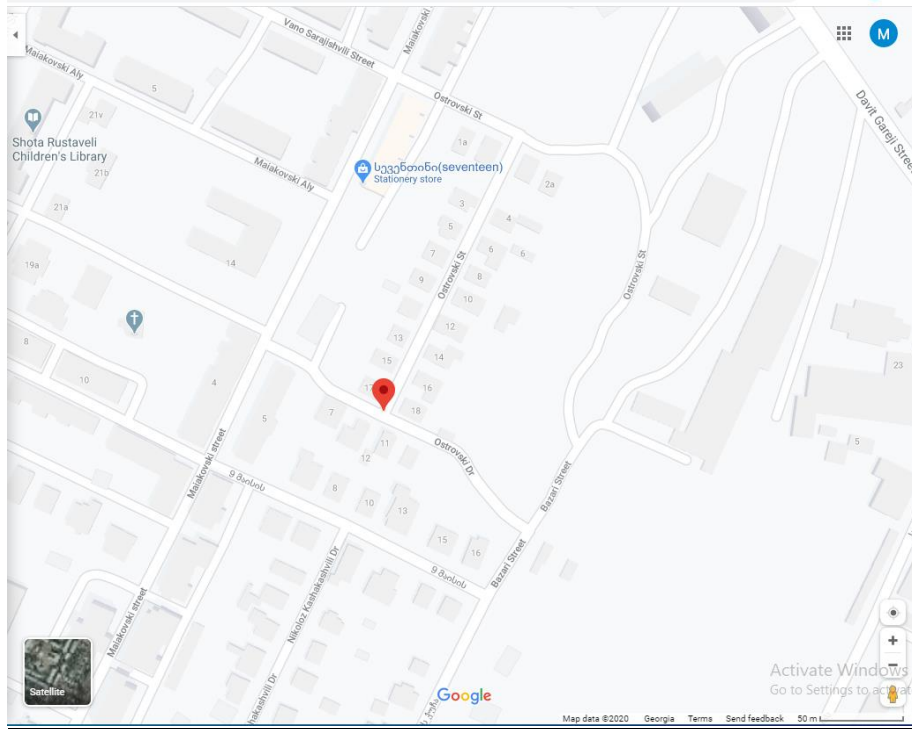 Vano Sarajshvili Street
Maiakovski
M
Maiakovski Aly
5
Davit Gareji Street
Ostrovski St
21v
Shota Rustaveli
Children's Library
1a
Maiakovski Aly
სევენთინი(seventeen)
Stationery store
21b
2a
3
21a
5
4
7
6
6
19a
14
9
8
Ostrovski St
Ostrovski St
10
12
13
8
15
14
23
10
4
17
16
7
18
5
11
5
Ostrovski Dr
12
Maiakovski street
9 მაისის
8
Bazari Street
10
13
15
16
9 მაისის
Bazari Street
Nikoloz Kashakashvili Dr
Maiakovski street
Satellite
Google
Activate Windows
Go to Settings to activat
Map data ©2020 Georgia Terms Send feedback 50 m